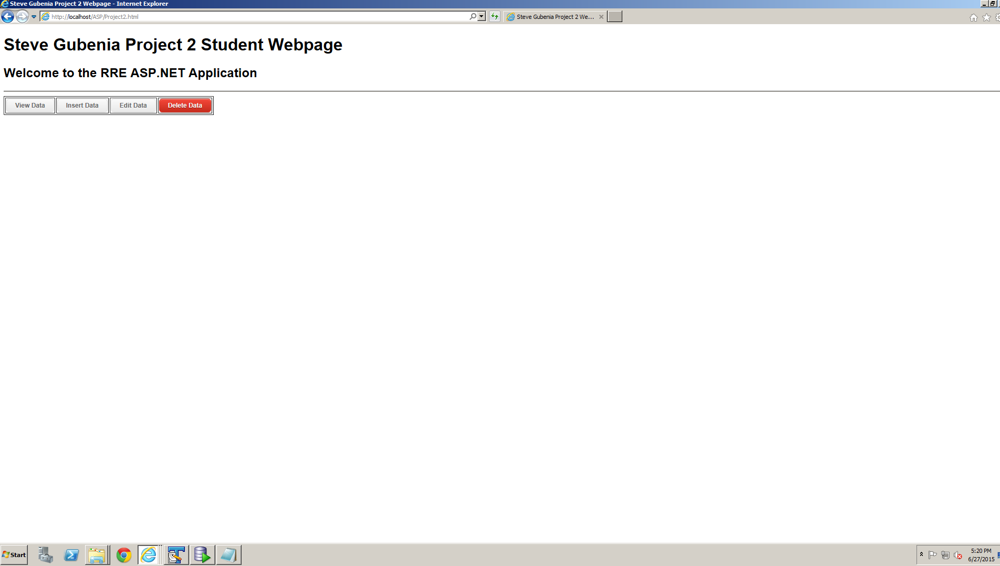 Steve Gubenia Project 2 Webpage - Internet Explorer
http://localhost/ASP/Project2.html
Steve Gubenia Project 2 We...
Steve Gubenia Project 2 Student Webpage
Welcome to the RRE ASP.NET Application
View Data Insert Data Edit Data Delete Data
Start
5:20 PM
6/27/2015